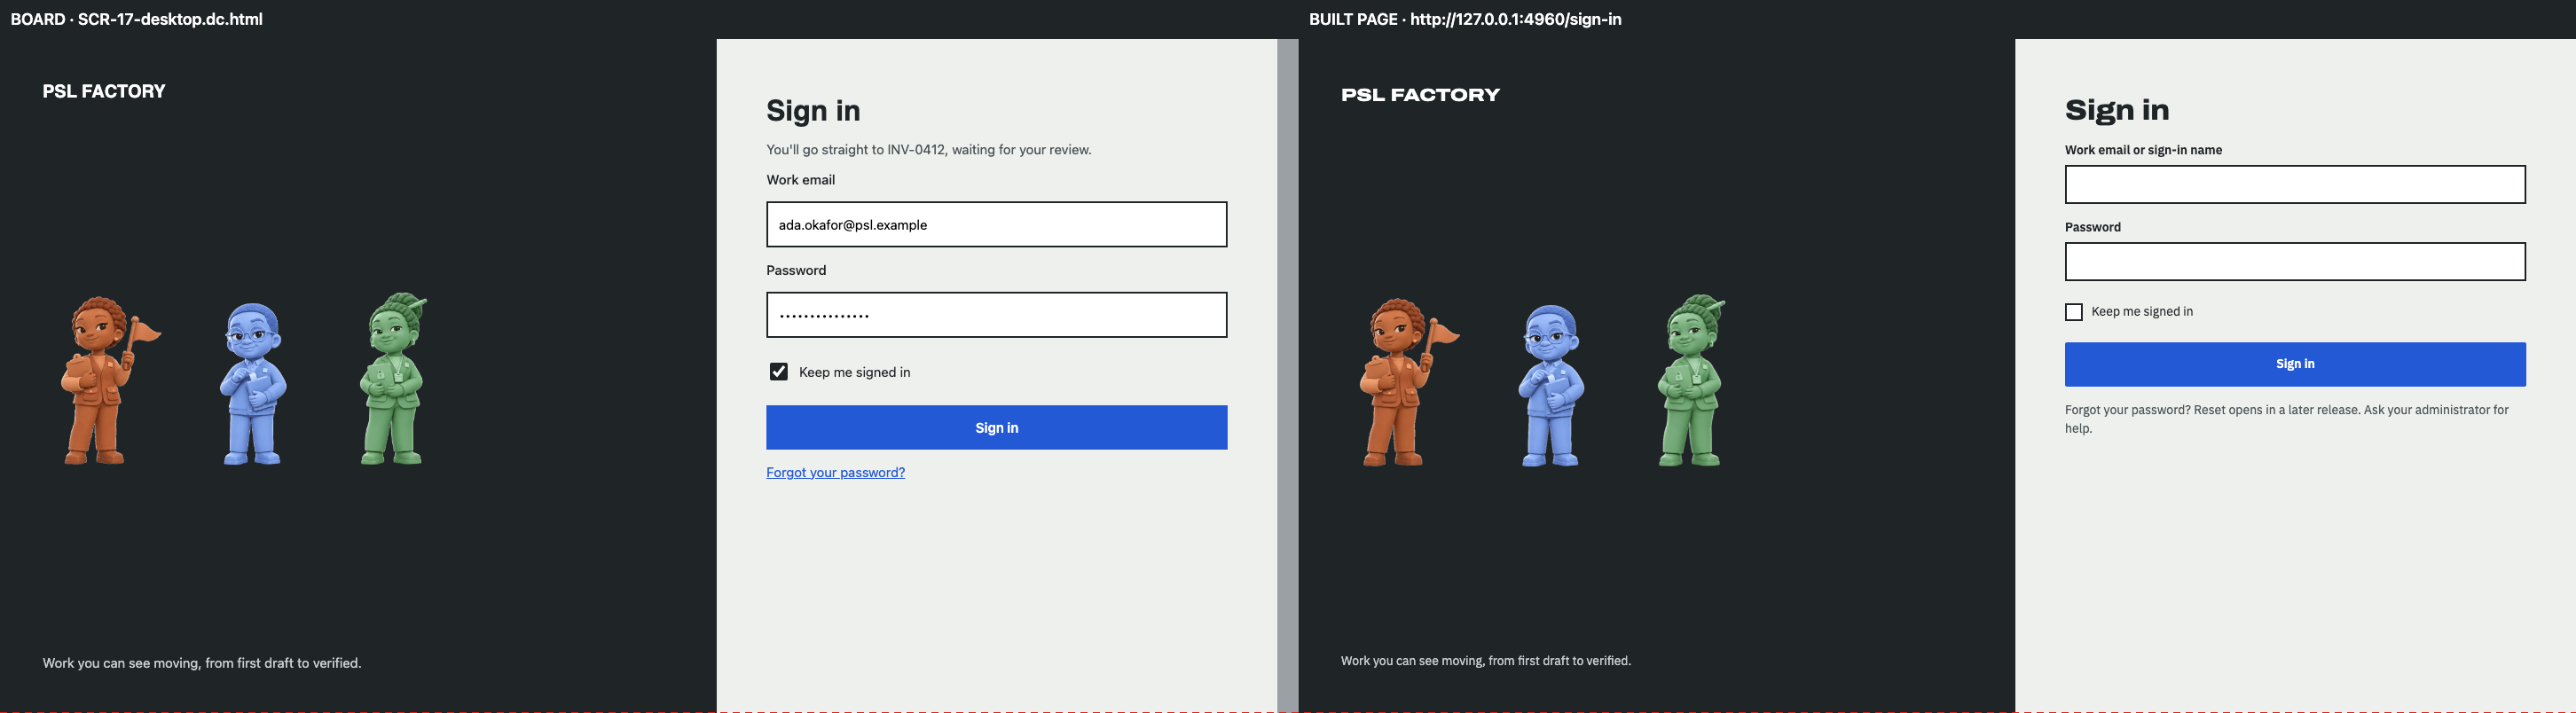 BOARD · SCR-17-desktop.dc.html
PSL FACTORY
Sign in
You'll go straight to INV-0412, waiting for your review.
Work email
ada.okafor@psl.example
Password
•••••••••••••••
Keep me signed in
Sign in
Forgot your password?
Work you can see moving, from first draft to verified.
BUILT PAGE · http://127.0.0.1:4960/sign-in
PSL FACTORY
Sign in
Work email or sign-in name
Password
Keep me signed in
Sign in
Forgot your password? Reset opens in a later release. Ask your administrator for
help.
Work you can see moving, from first draft to verified.